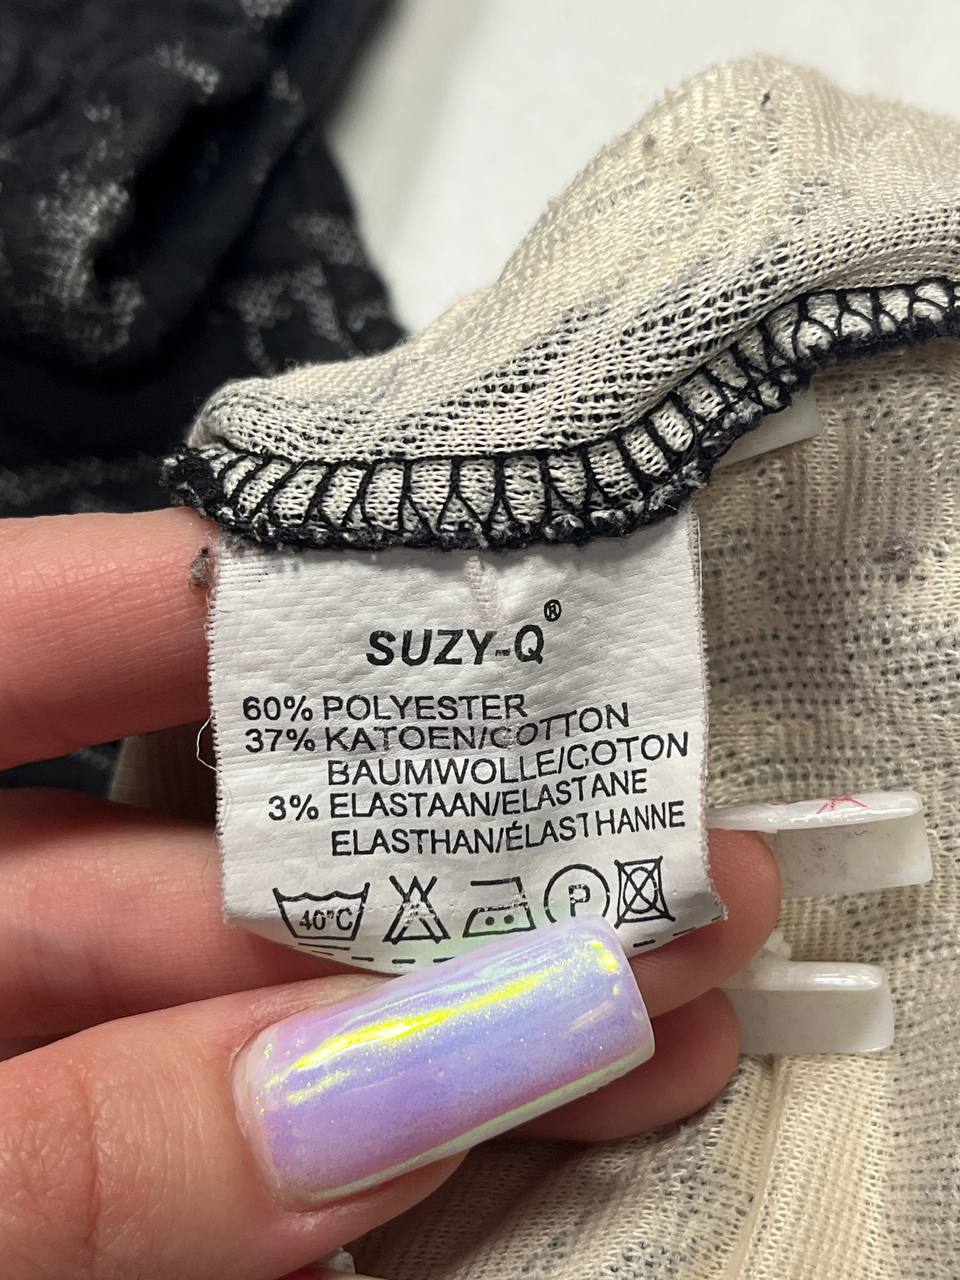 SUZY-Q®
60% POLYESTER
37% KATOEN/COTTON
BAUMWOLLE/COTON
3% ELASTAAN/ELASTANE
ELASTHAN/ÉLASTHANNE
40°C P